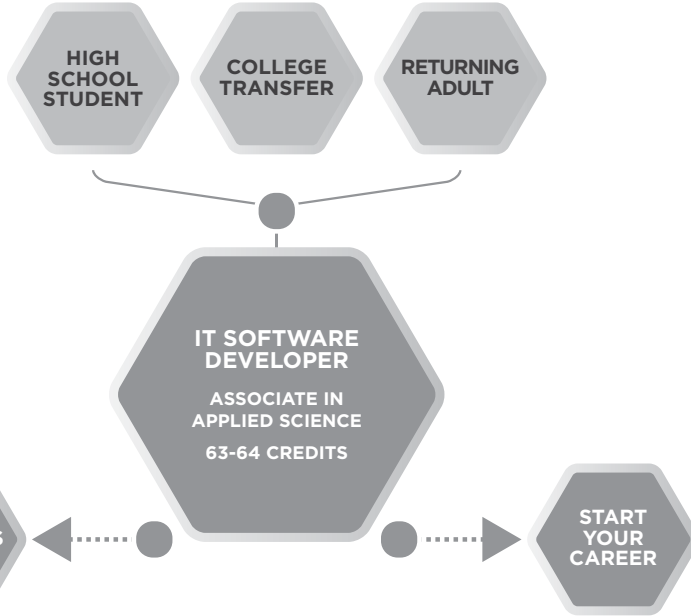 HIGH
SCHOOL
STUDENT
COLLEGE
TRANSFER
RETURNING
ADULT
IT SOFTWARE
DEVELOPER
ASSOCIATE IN
APPLIED SCIENCE
63-64 CREDITS
START
YOUR
CAREER